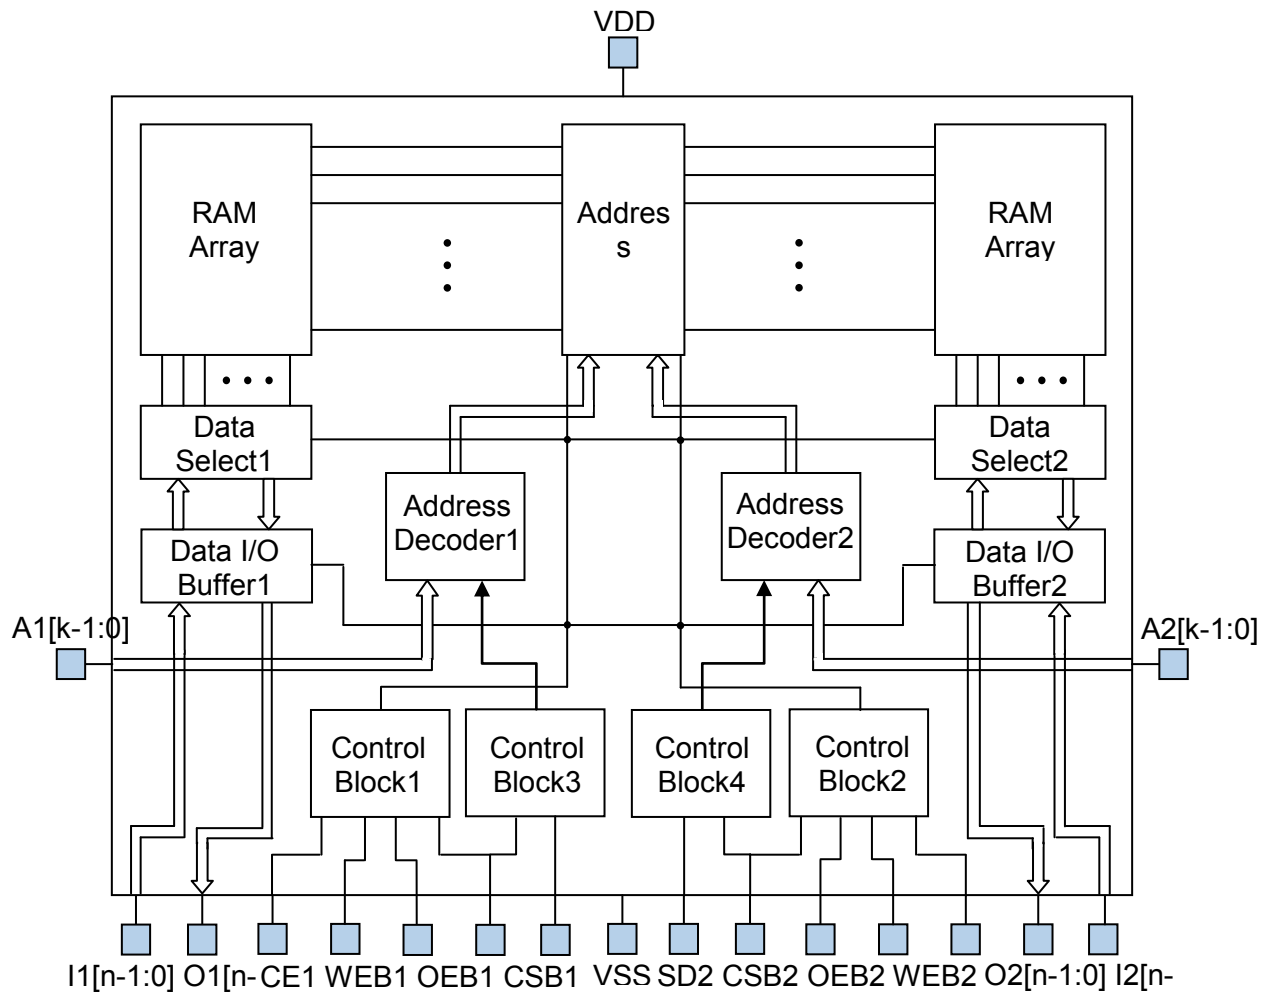 VDD
RAM
Array
Addres
s
RAM
Array
Data
Select1
Data
Select2
Address
Decoder1
Address
Decoder2
Data I/O
Buffer1
Data I/O
Buffer2
A1[k-1:0]
A2[k-1:0]
Control
Block1
Control
Block3
Control
Block4
Control
Block2
I1[n-1:0] O1[n- CE1 WEB1 OEB1 CSB1 VSS SD2 CSB2 OEB2 WEB2 O2[n-1:0] I2[n-